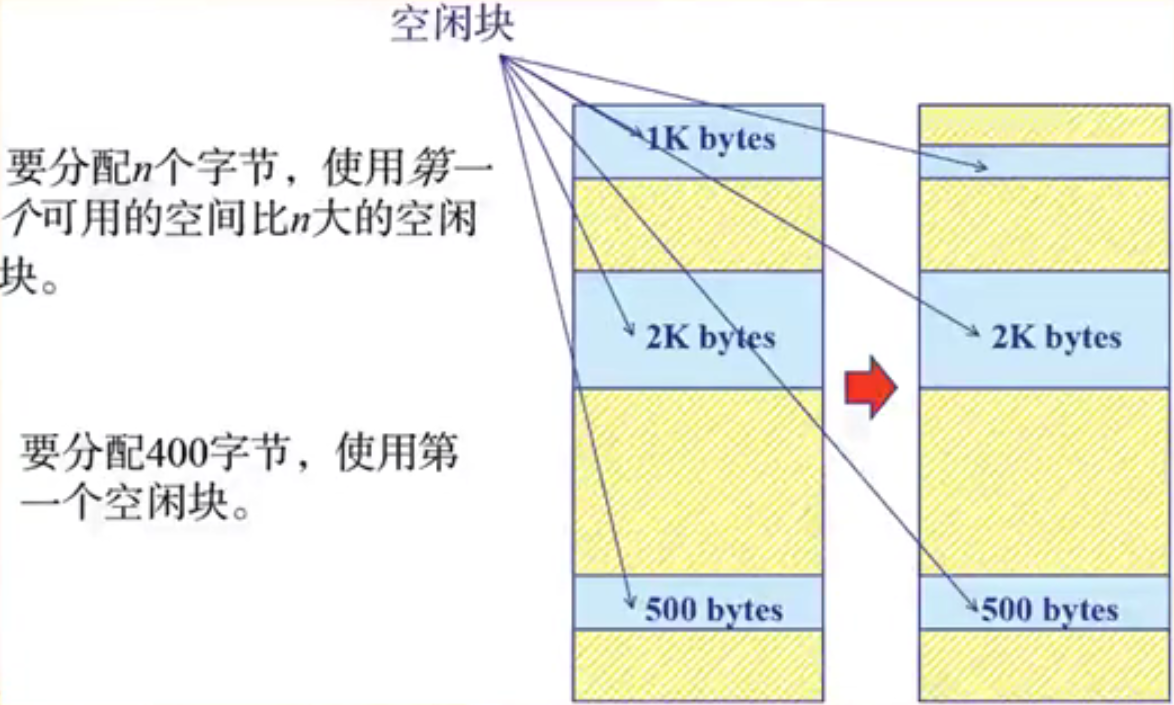 空闲块
要分配n个字节，使用第一
个可用的空间比n大的空闲
块。
要分配400字节，使用第
一个空闲块。
1K bytes
2K bytes
500 bytes
2K bytes
500 bytes